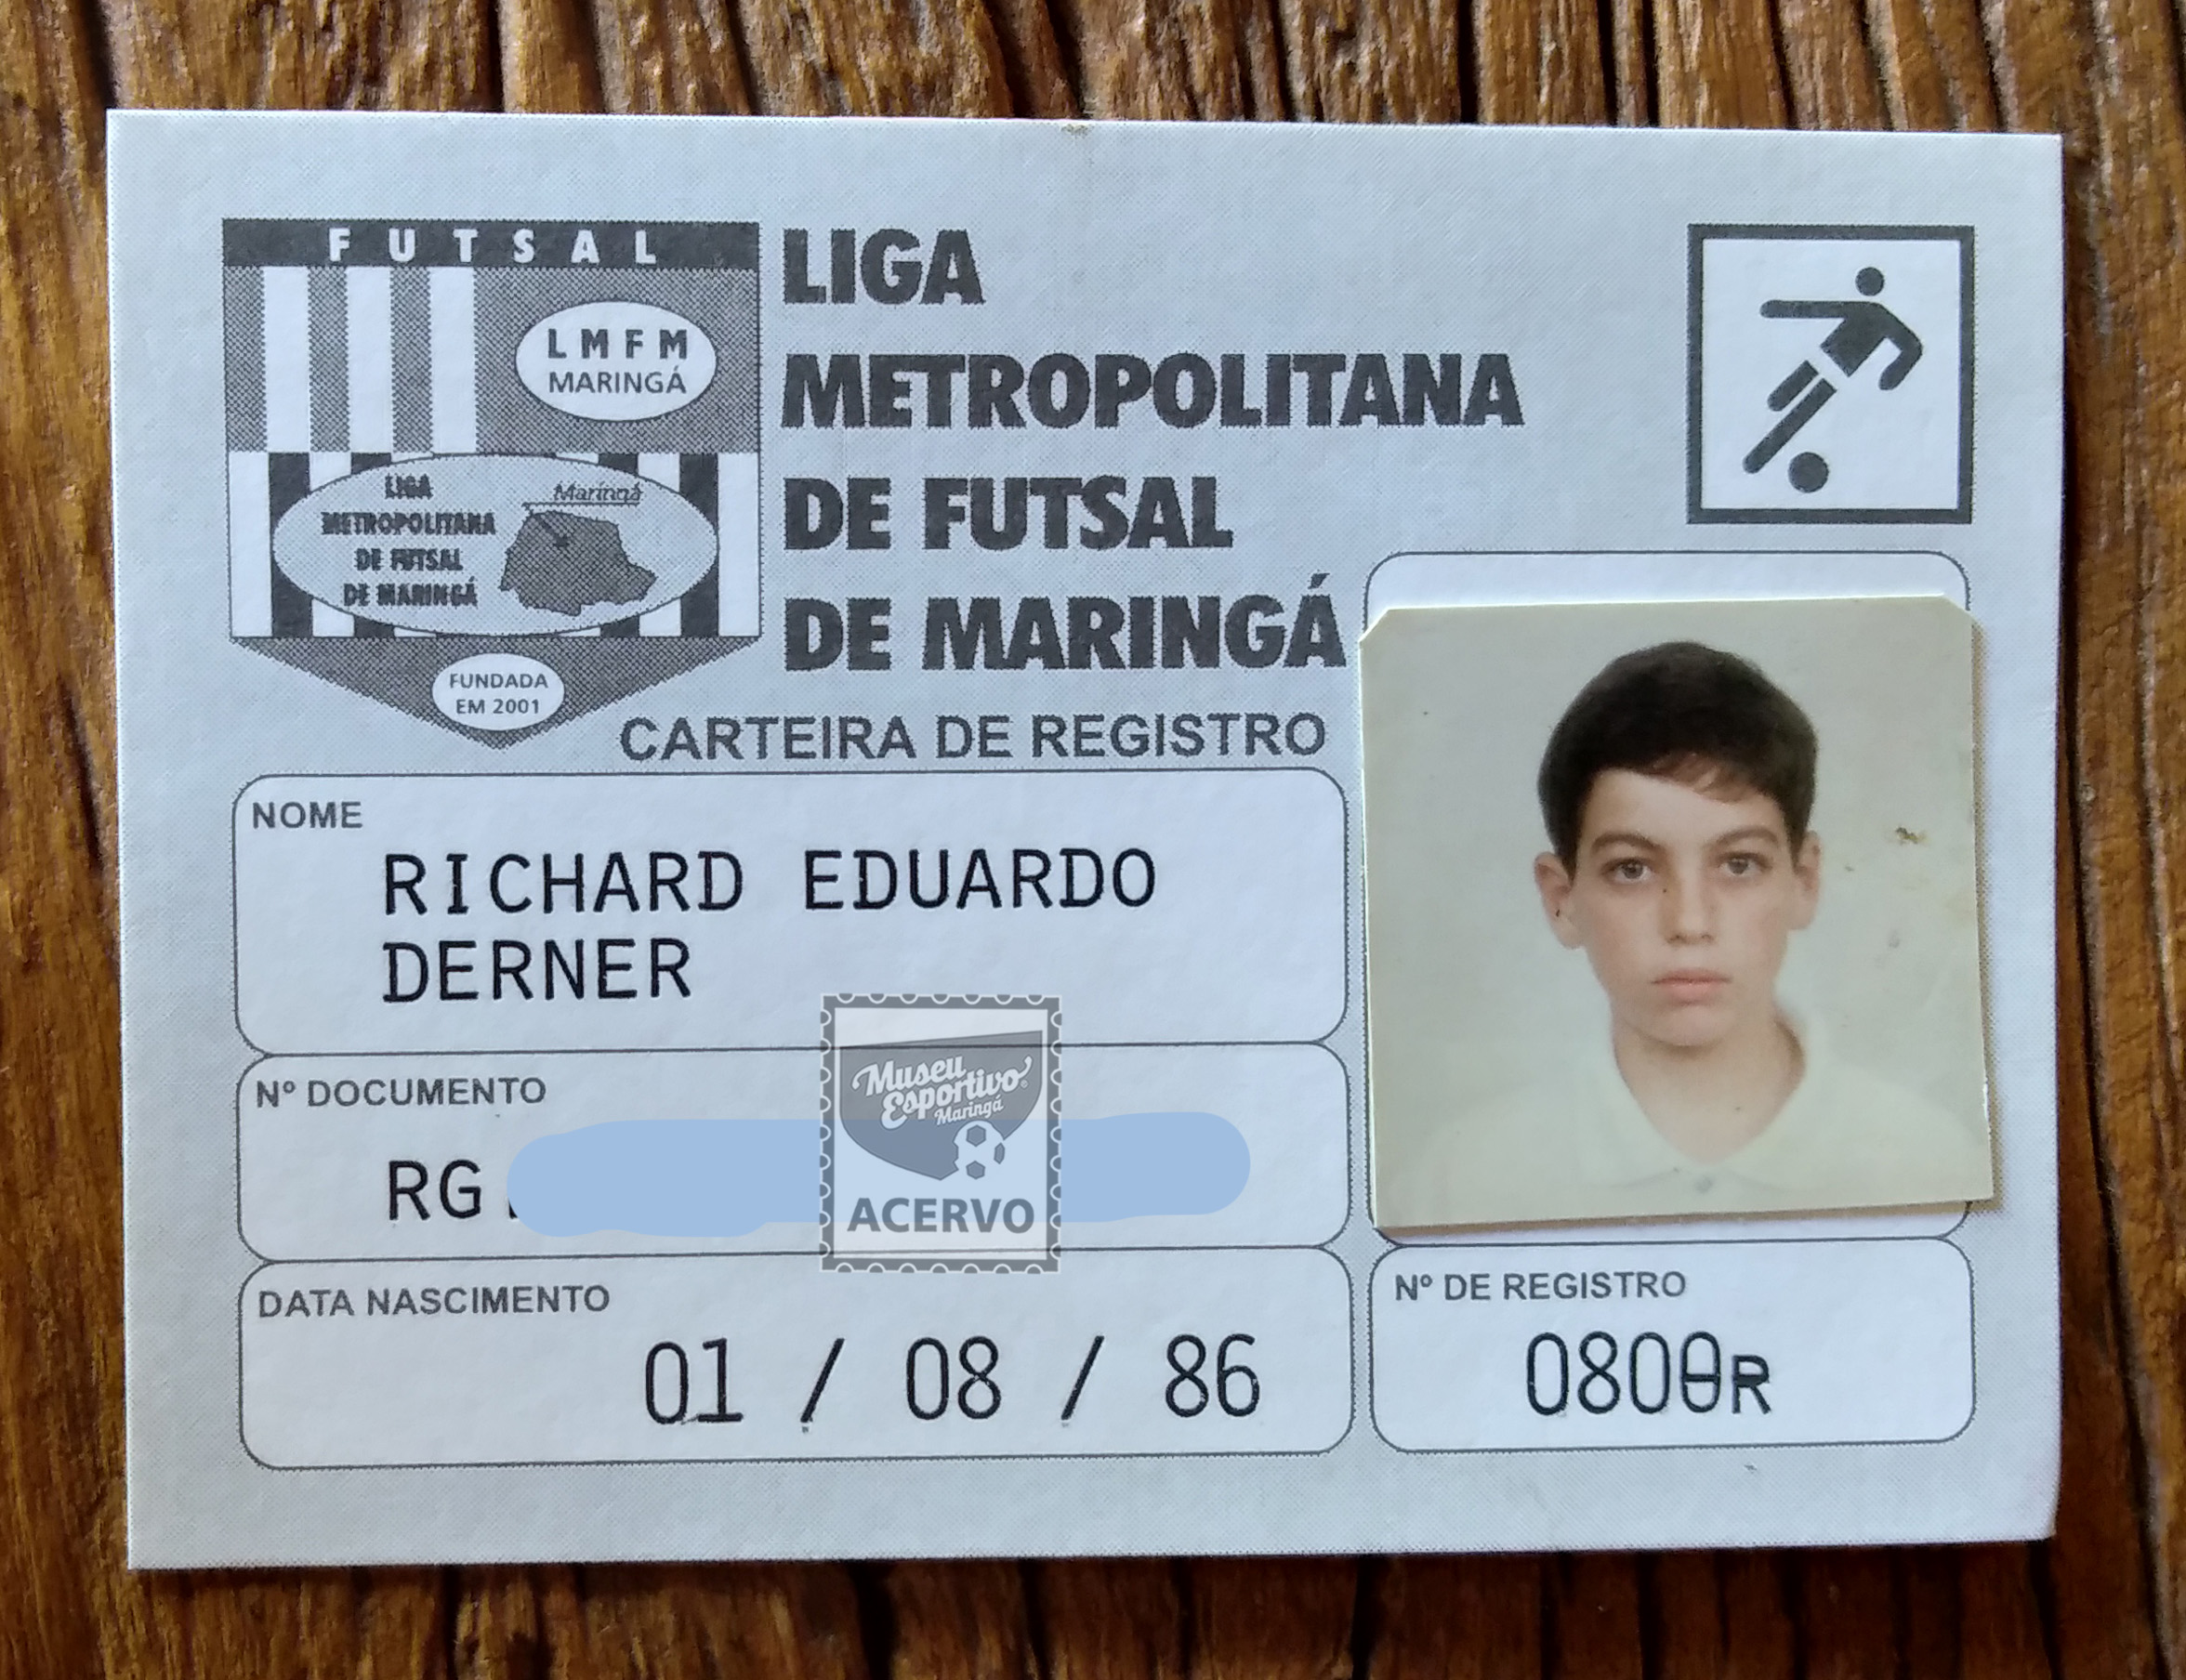 FUTSAL
LMFM
MARINGÁ
LIGA
METROPOLITANA
DE FUTSAL
DE MARINGÁ
Maringá
FUNDADA
EM 2001
LIGA
METROPOLITANA
DE FUTSAL
DE MARINGÁ
CARTEIRA DE REGISTRO
NOME
RICHARD EDUARDO
DERNER
Nº DOCUMENTO
RG
Museu
Esportivo
Maringá
ACERVO
DATA NASCIMENTO
01 / 08 / 86
Nº DE REGISTRO
0800R